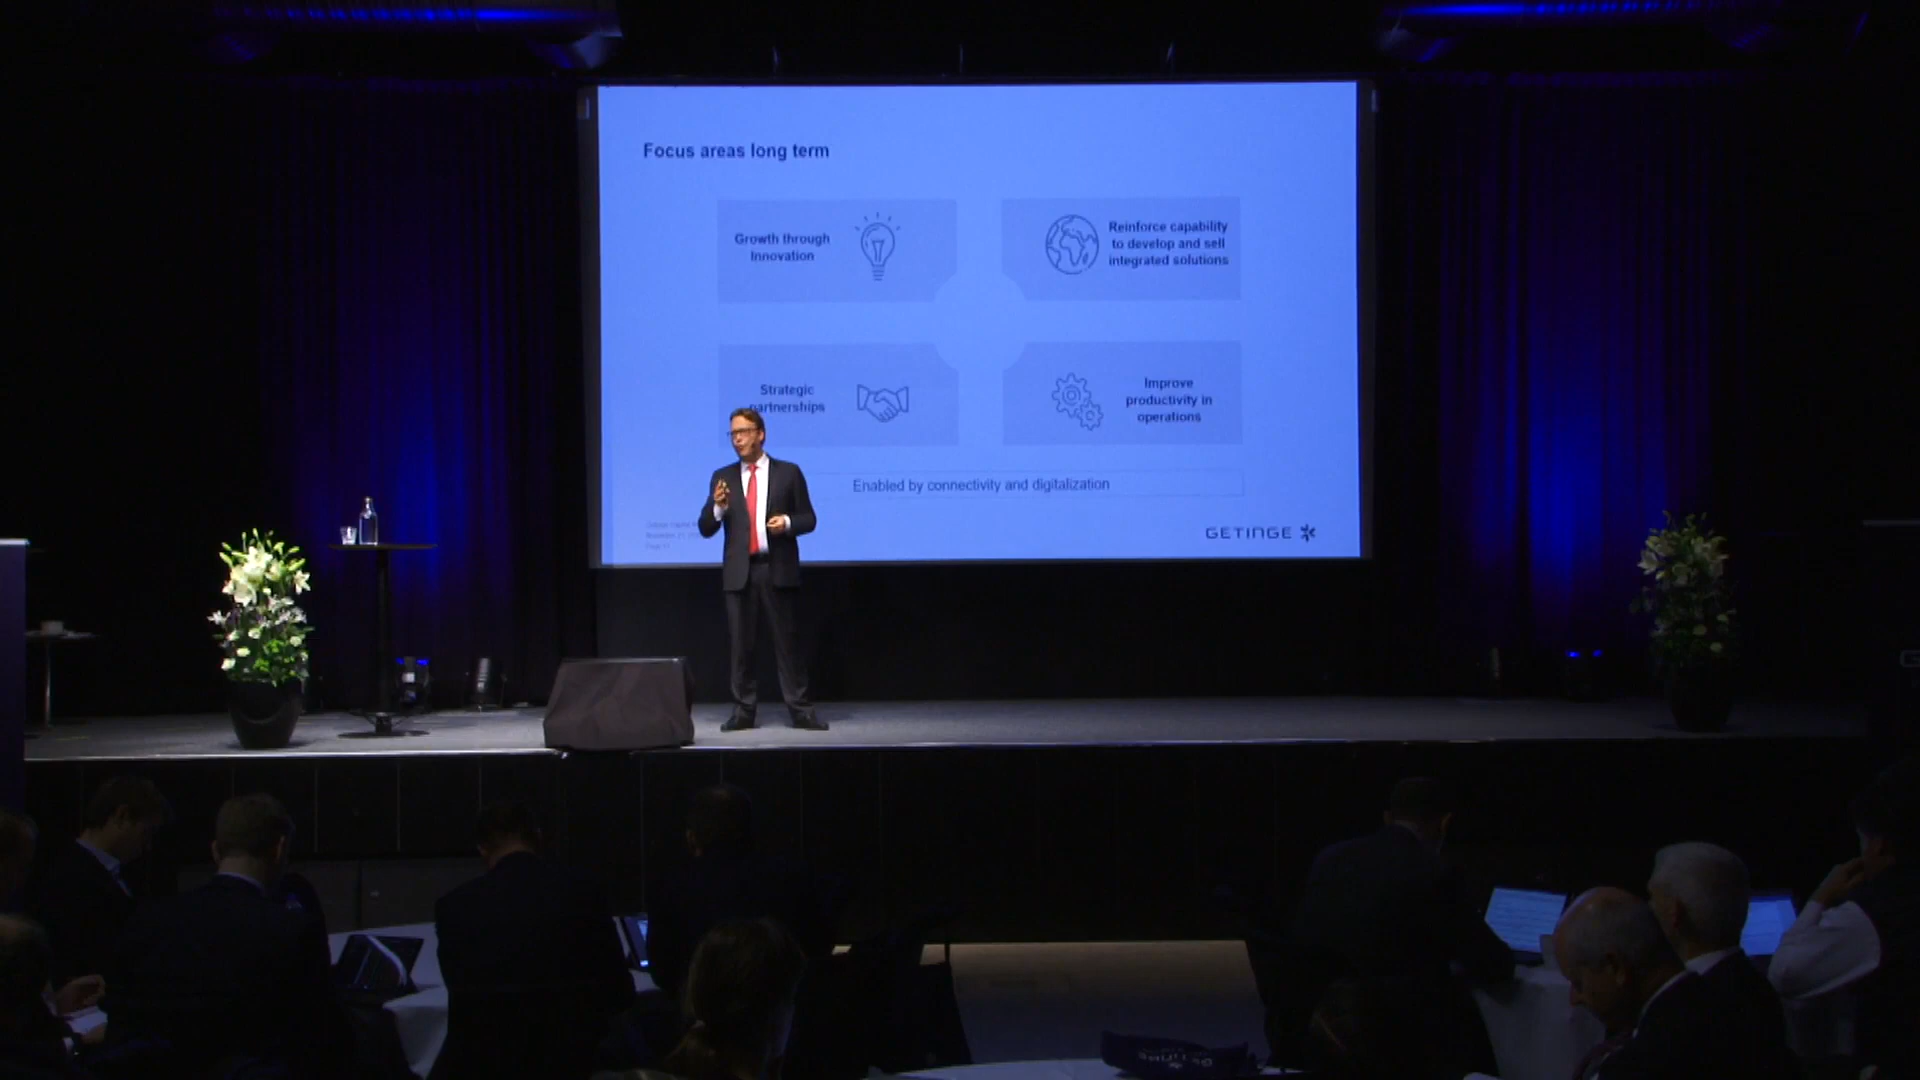 Focus areas long term
Growth through
Innovation
Reinforce capability
to develop and sell
integrated solutions
Strategic
partnerships
Improve
productivity in
operations
Enabled by connectivity and digitalization
GETINGE